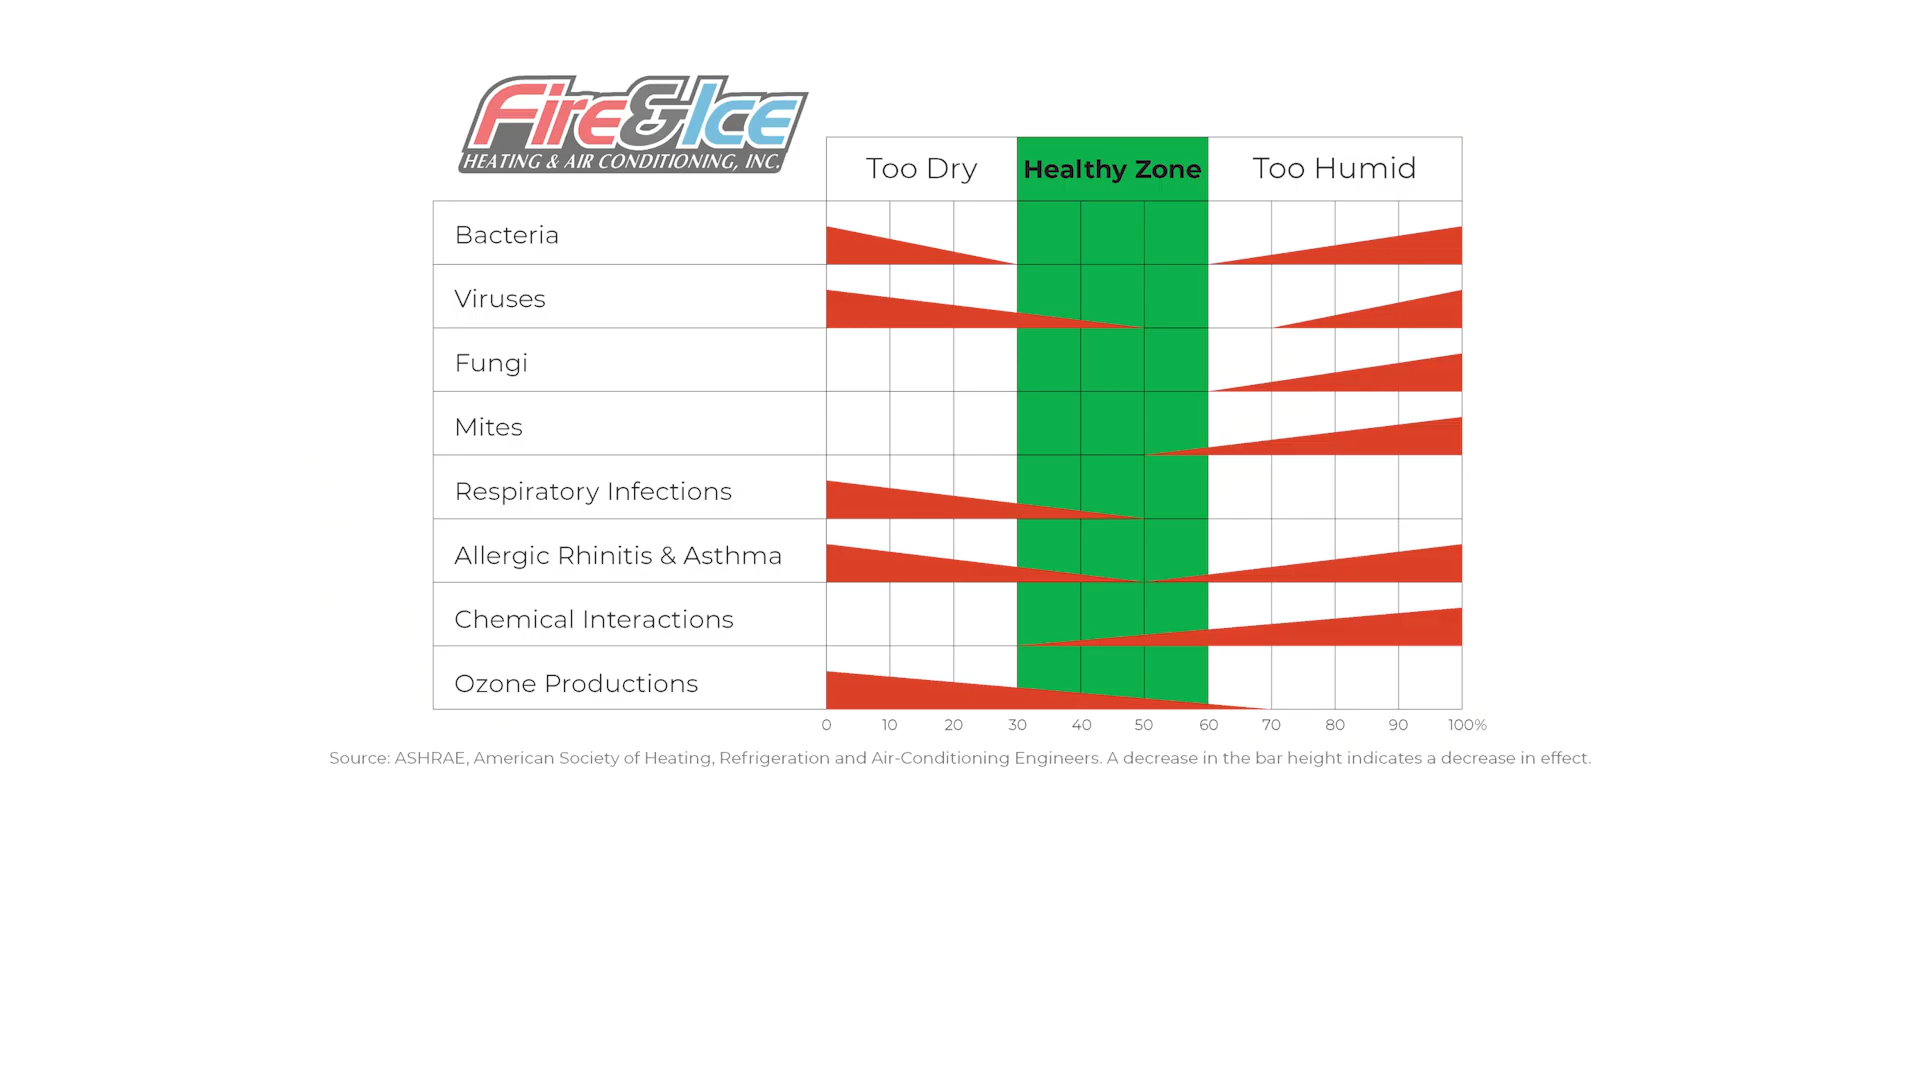 Fire&Ice
HEATING & AIR CONDITIONING, INC.
Too Dry
Healthy Zone
Too Humid
Bacteria
Viruses
Fungi
Mites
Respiratory Infections
Allergic Rhinitis & Asthma
Chemical Interactions
Ozone Productions
0 10 20 30 40 50 60 70 80 90 100%
Source: ASHRAE, American Society of Heating, Refrigeration and Air-Conditioning Engineers. A decrease in the bar height indicates a decrease in effect.